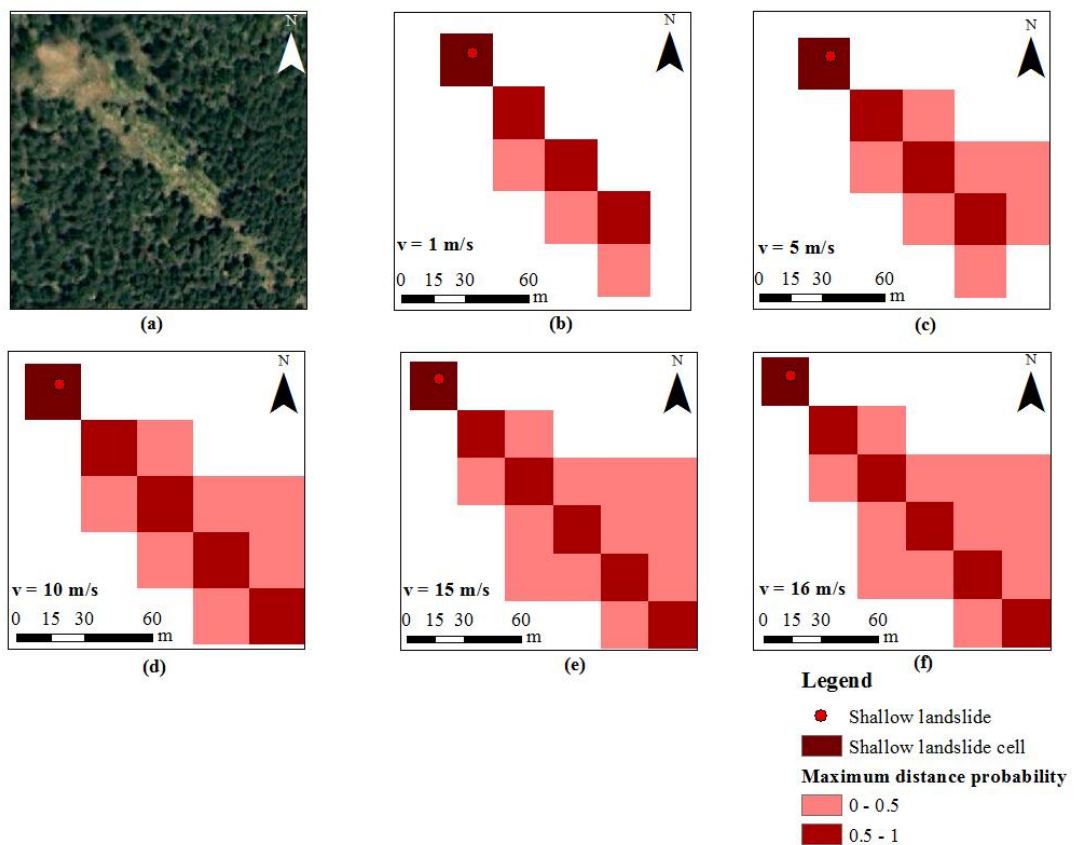 N
(a)
N
v = 1 m/s
0 15 30 60
m
(b)
N
v = 5 m/s
0 15 30 60
m
(c)
N
v = 10 m/s
0 15 30 60
m
(d)
N
v = 15 m/s
0 15 30 60
m
(e)
N
v = 16 m/s
0 15 30 60
m
(f)
Legend
Shallow landslide
Shallow landslide cell
Maximum distance probability
0 - 0.5
0.5 - 1